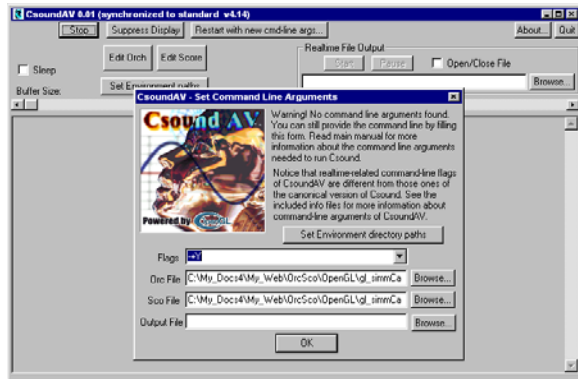 CsoundAV 0.01 (synchronized to standard v4.14)
Stop
Suppress Display
Restart with new cmd-line args...
About...
Quit
Edit Orch
Edit Score
Realtime File Output
Start
Pause
Open/Close File
Sleep
Buffer Size:
Set Environment paths
Browse...
CsoundAV - Set Command Line Arguments
Csound AV
Powered by
Warning! No command line arguments found.
You can still provide the command line by filling
this form. Read main manual for more
information about the command line arguments
needed to run Csound.
Notice that realtime-related command-line flags
of CsoundAV are different from those ones of
the canonical version of Csound. See the
included info files for more information about
command-line arguments of CsoundAV.
Set Environment directory paths
Flags
Orc File
C:\My_Docs4\My_Web\OrcSco\OpenGL\gl_simmCa
Browse...
Sco File
C:\My_Docs4\My_Web\OrcSco\OpenGL\gl_simmCa
Browse...
Output File
Browse...
OK